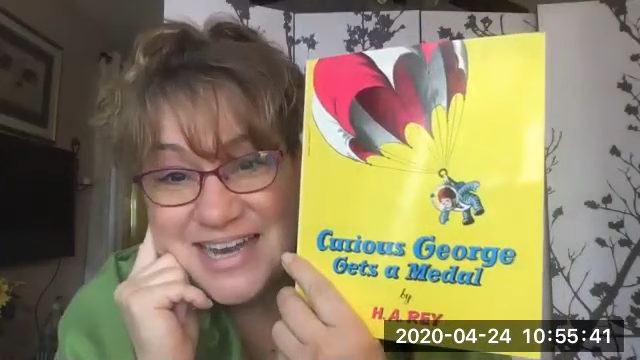 Curious George
Gets a Medal
by
H. A. REY
2020-04-24 10:55:41